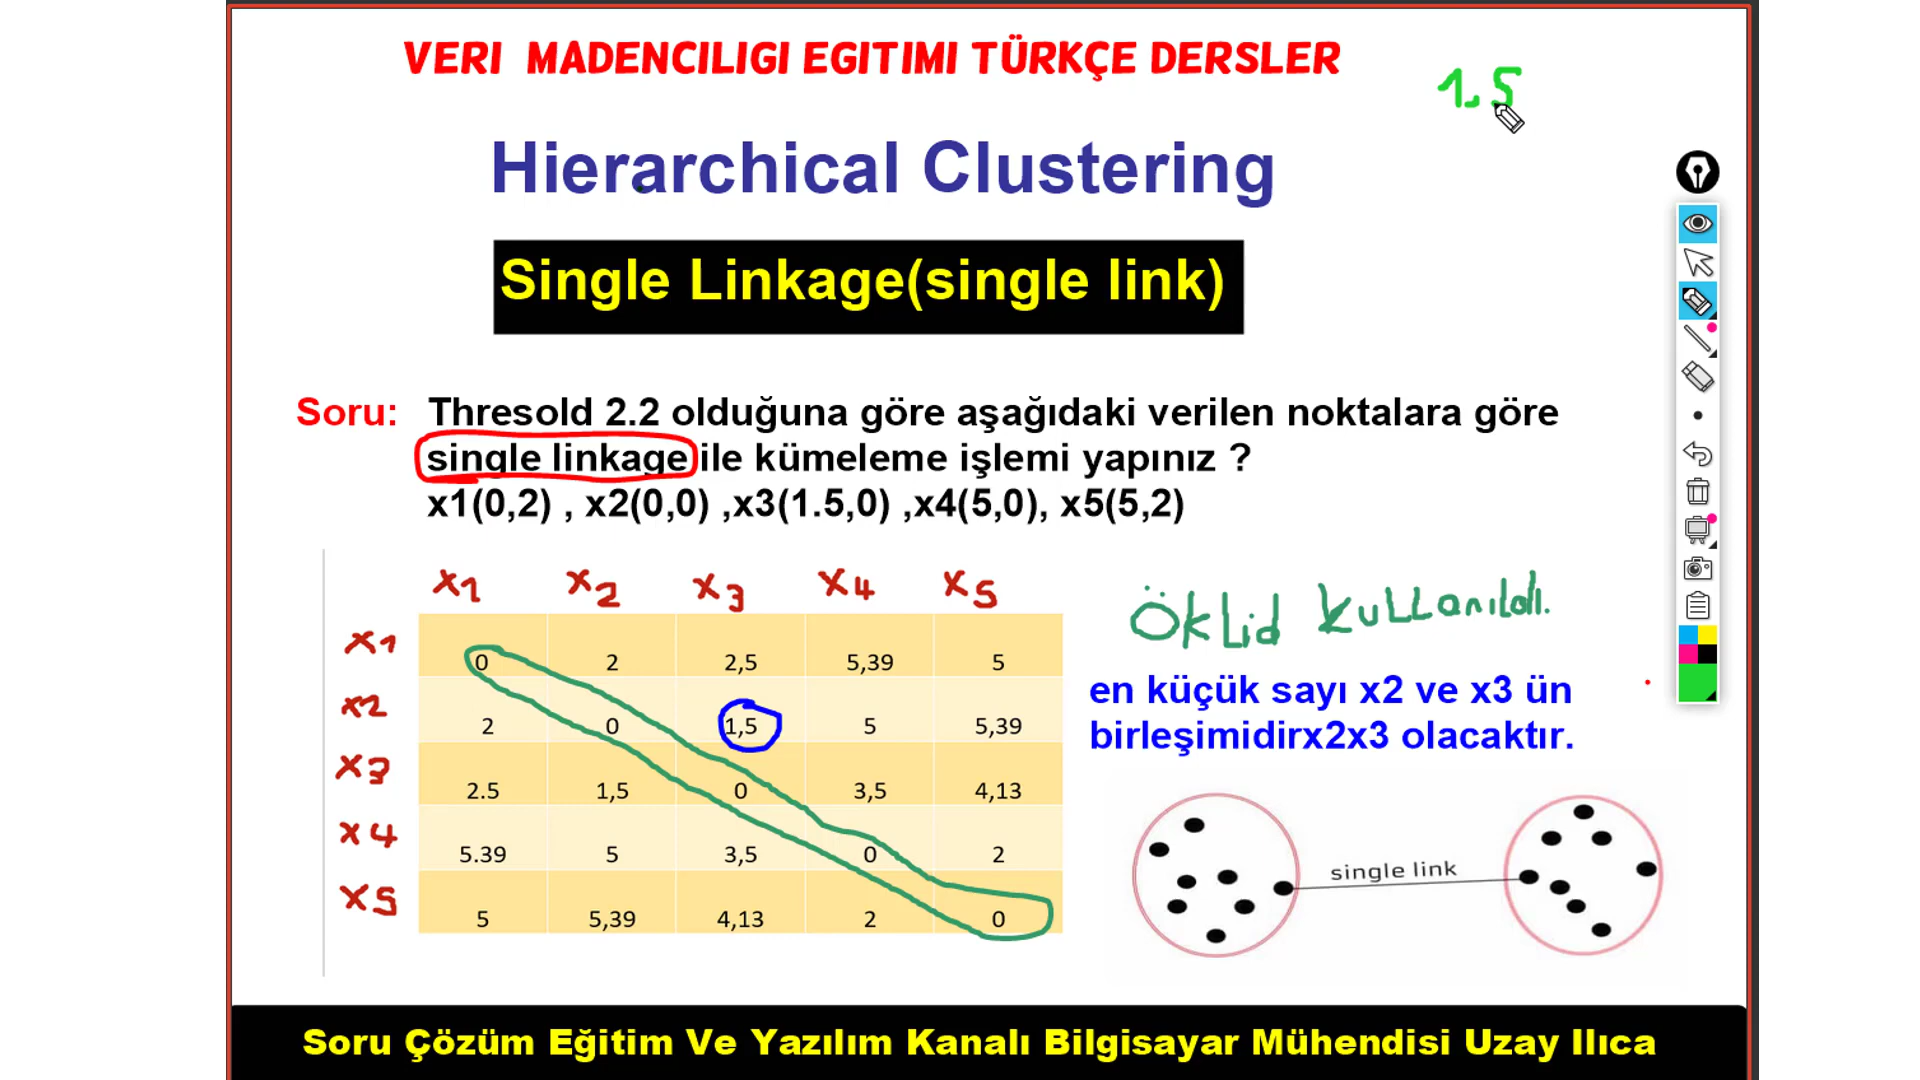 VERI MADENCILIGI EGITIMI TÜRKÇE DERSLER
1.5
Hierarchical Clustering
Single Linkage(single link)
Soru: Thresold 2.2 olduğuna göre aşağıdaki verilen noktalara göre
single linkage ile kümeleme işlemi yapınız ?
x1(0,2) , x2(0,0) ,x3(1.5,0) ,x4(5,0), x5(5,2)
x1 x2 x3 x4 x5
x1 0 2 2,5 5,39 5
x2 2 0 1,5 5 5,39
x3 2.5 1,5 0 3,5 4,13
x4 5.39 5 3,5 0 2
x5 5 5,39 4,13 2 0
Öklid kullanıldı.
en küçük sayı x2 ve x3 ün
birleşimidirx2x3 olacaktır.
single link
Soru Çözüm Eğitim Ve Yazılım Kanalı Bilgisayar Mühendisi Uzay Ilıca